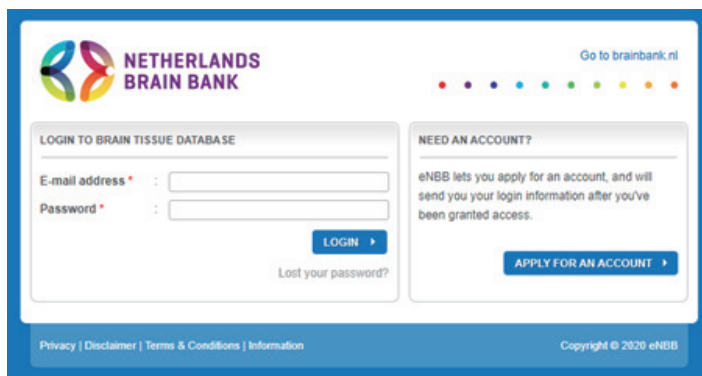 NETHERLANDS
BRAIN BANK
Go to brainbank.nl
LOGIN TO BRAIN TISSUE DATABASE
E-mail address * :
Password * :
LOGIN
Lost your password?
NEED AN ACCOUNT?
eNBB lets you apply for an account, and will
send you your login information after you've
been granted access.
APPLY FOR AN ACCOUNT
Privacy | Disclaimer | Terms & Conditions | Information
Copyright © 2020 eNBB